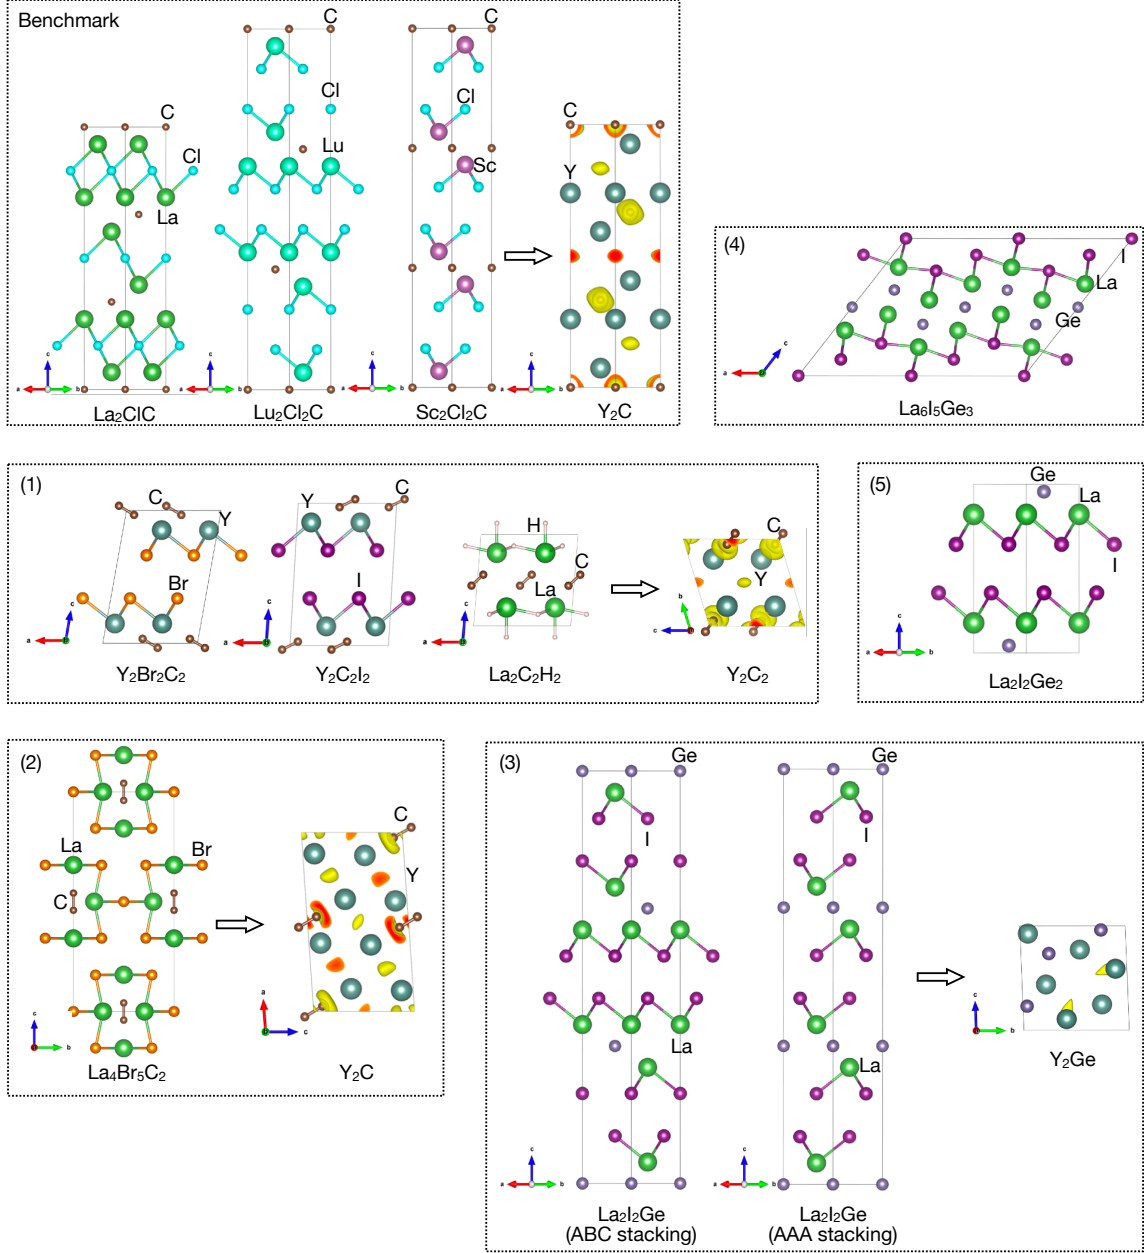 Benchmark
C
C
C
Cl
Cl
C
Cl
Lu
Y
Sc
La
c
a
b
c
a
b
c
a
b
c
a
b
La₂ClC
Lu₂Cl₂C
Sc₂Cl₂C
Y₂C
(4)
I
La
Ge
c
a
La₆I₅Ge₃
(1)
C
Y
Br
c
a
Y₂Br₂C₂
Y
C
I
c
a
Y₂C₂I₂
H
C
La
c
a
La₂C₂H₂
C
Y
b
c
Y₂C₂
(5)
Ge
La
I
c
a
b
La₂I₂Ge₂
(2)
La
Br
C
c
b
La₄Br₅C₂
C
Y
a
c
Y₂C
(3)
Ge
I
La
c
a
b
La₂I₂Ge
(ABC stacking)
Ge
I
La
c
a
b
La₂I₂Ge
(AAA stacking)
c
b
Y₂Ge